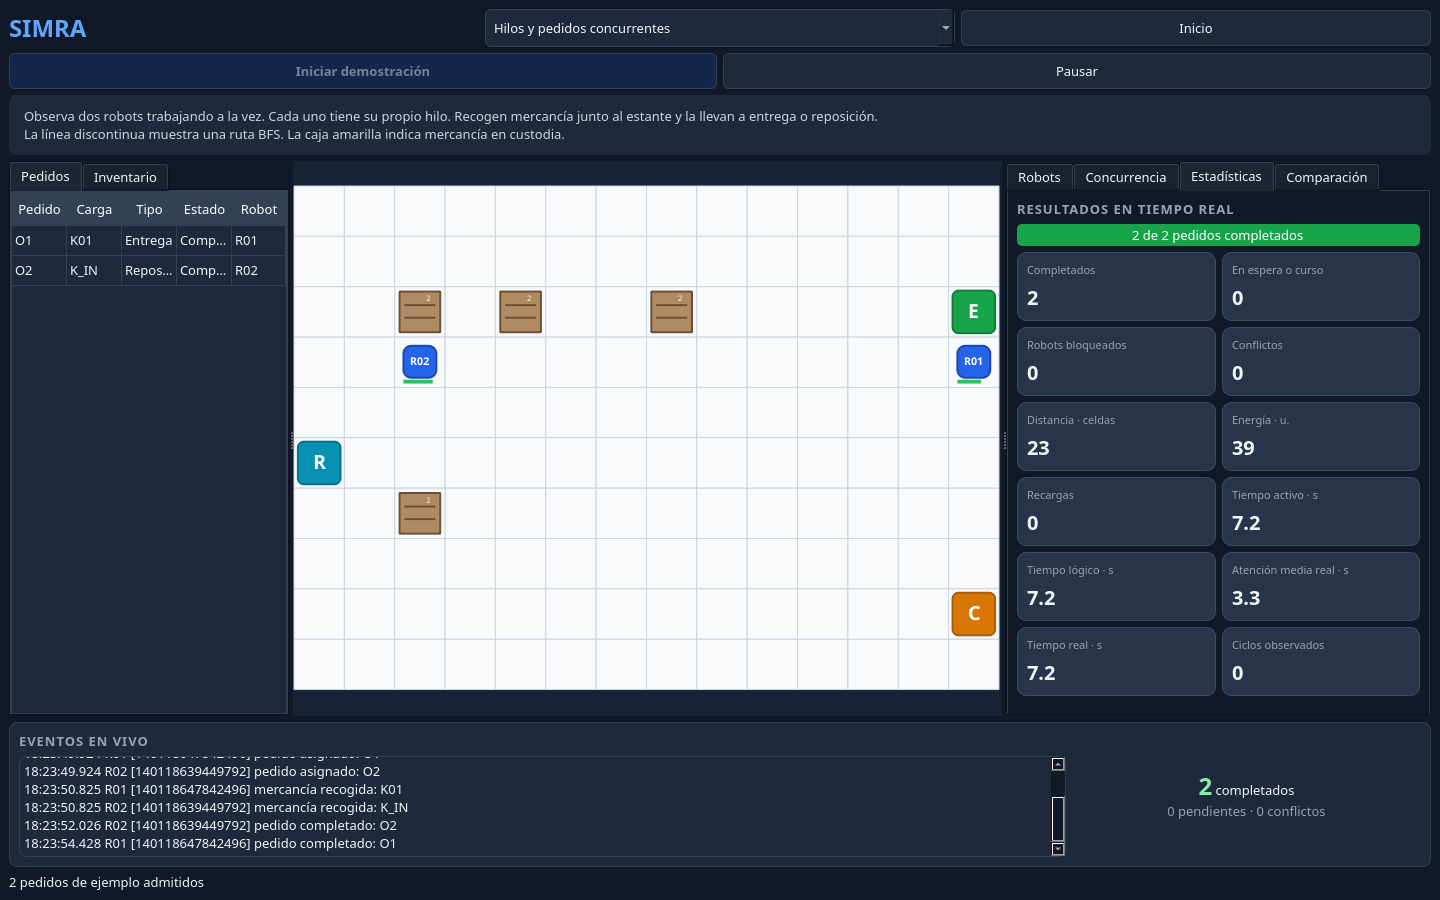 SIMRA
Hilos y pedidos concurrentes
Inicio
Iniciar demostración
Pausar
Observa dos robots trabajando a la vez. Cada uno tiene su propio hilo. Recogen mercancía junto al estante y la llevan a entrega o reposición.
La línea discontinua muestra una ruta BFS. La caja amarilla indica mercancía en custodia.
Pedidos
Inventario
Pedido Carga Tipo Estado Robot
O1 K01 Entrega Comp... R01
O2 K_IN Repos... Comp... R02
2
2
2
E
R02
R01
R
2
C
Robots
Concurrencia
Estadísticas
Comparación
RESULTADOS EN TIEMPO REAL
2 de 2 pedidos completados
Completados
2
En espera o curso
0
Robots bloqueados
0
Conflictos
0
Distancia · celdas
23
Energía · u.
39
Recargas
0
Tiempo activo · s
7.2
Tiempo lógico · s
7.2
Atención media real · s
3.3
Tiempo real · s
7.2
Ciclos observados
0
EVENTOS EN VIVO
18:23:49.924 R02 [140118639449792] pedido asignado: O2
18:23:50.825 R01 [140118647842496] mercancía recogida: K01
18:23:50.825 R02 [140118639449792] mercancía recogida: K_IN
18:23:52.026 R02 [140118639449792] pedido completado: O2
18:23:54.428 R01 [140118647842496] pedido completado: O1
2 completados
0 pendientes · 0 conflictos
2 pedidos de ejemplo admitidos